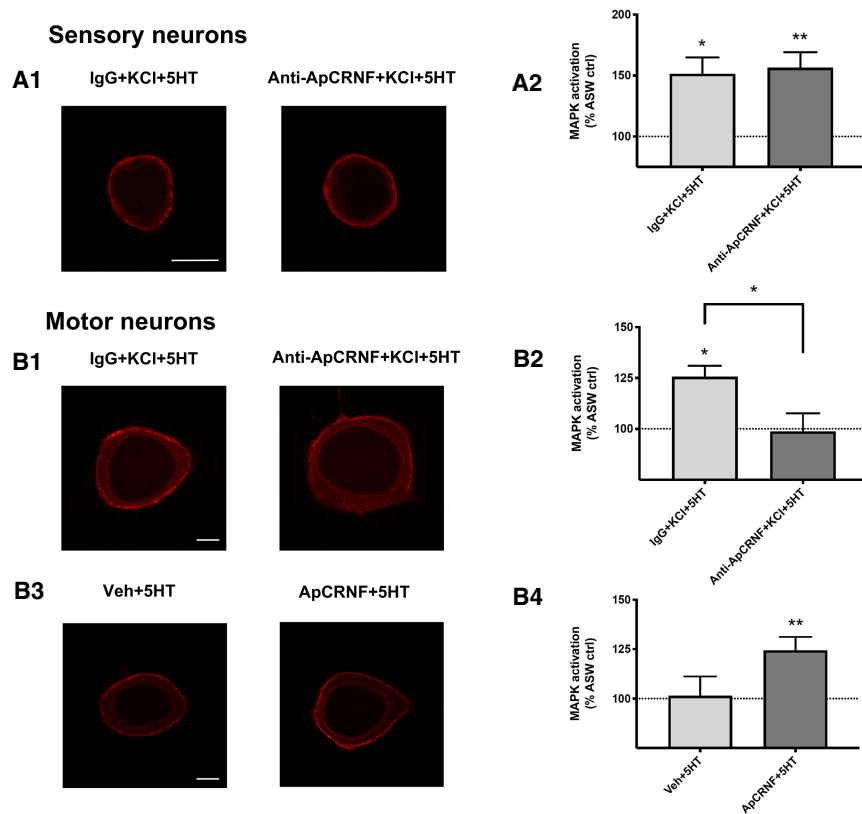 Sensory neurons
A1
IgG+KCl+5HT
Anti-ApCRNF+KCl+5HT
A2
MAPK activation
(% ASW ctrl)
200
150
100
*
**
IgG+KCl+5HT
Anti-ApCRNF+KCl+5HT
Motor neurons
B1
IgG+KCl+5HT
Anti-ApCRNF+KCl+5HT
B2
MAPK activation
(% ASW ctrl)
150
125
100
*
*
IgG+KCl+5HT
Anti-ApCRNF+KCl+5HT
B3
Veh+5HT
ApCRNF+5HT
B4
MAPK activation
(% ASW ctrl)
150
125
100
**
Veh+5HT
ApCRNF+5HT